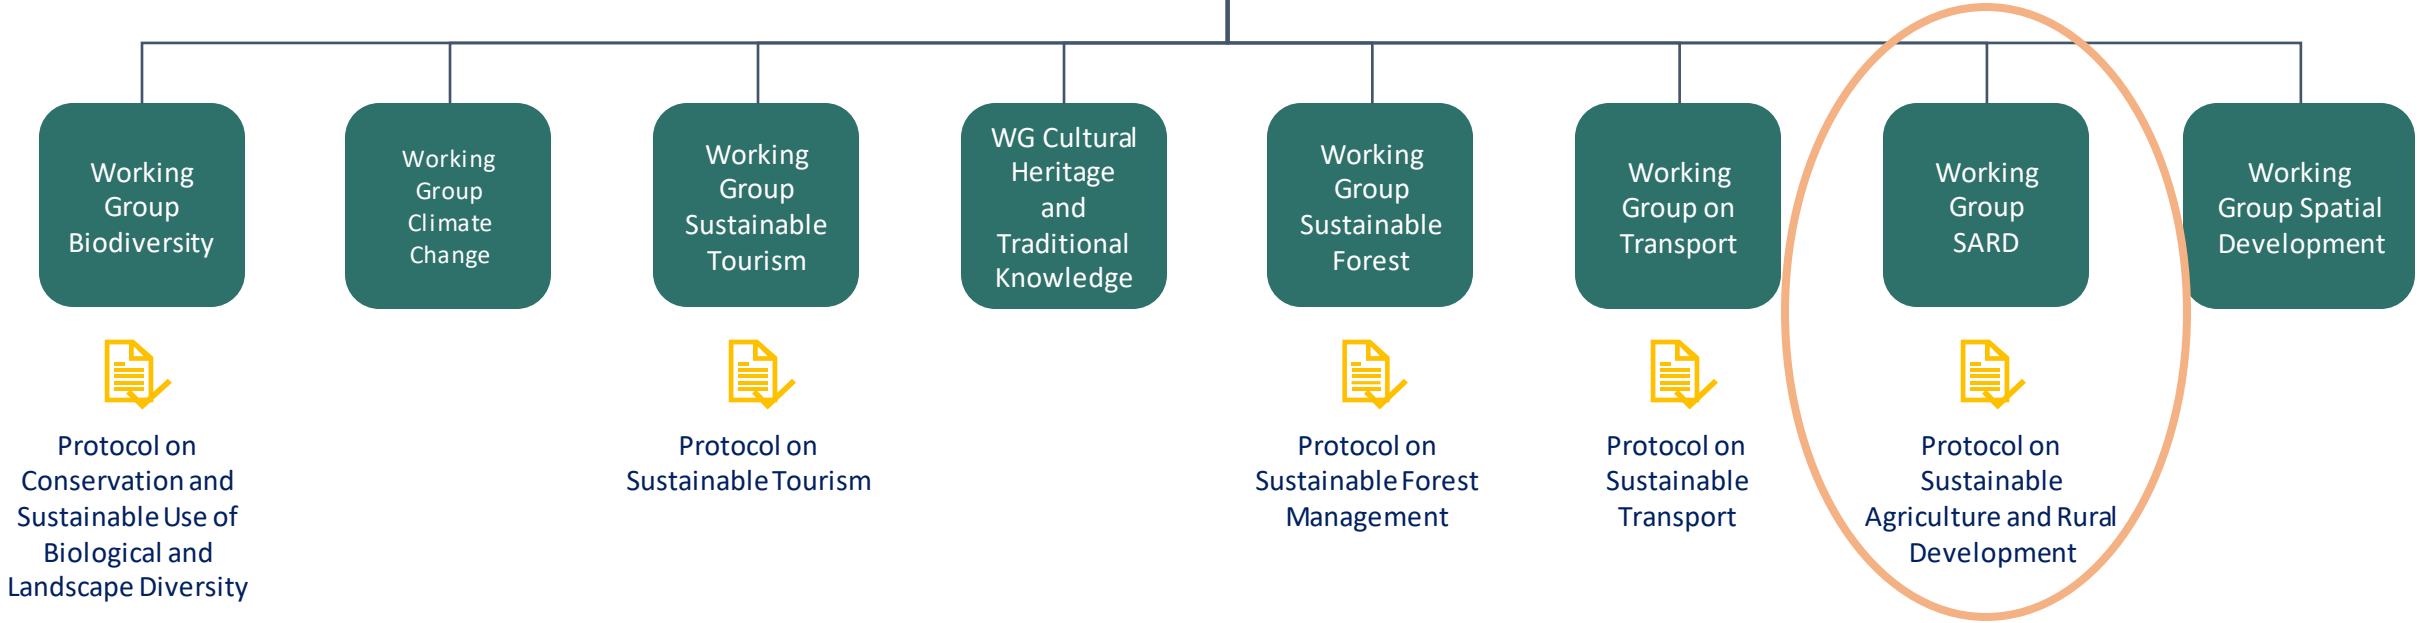 Working
Group
Biodiversity
Working
Group
Climate
Change
Working
Group
Sustainable
Tourism
WG Cultural
Heritage
and
Traditional
Knowledge
Working
Group
Sustainable
Forest
Working
Group on
Transport
Working
Group
SARD
Working
Group Spatial
Development
Protocol on
Conservation and
Sustainable Use of
Biological and
Landscape Diversity
Protocol on
Sustainable Tourism
Protocol on
Sustainable Forest
Management
Protocol on
Sustainable
Transport
Protocol on
Sustainable
Agriculture and Rural
Development